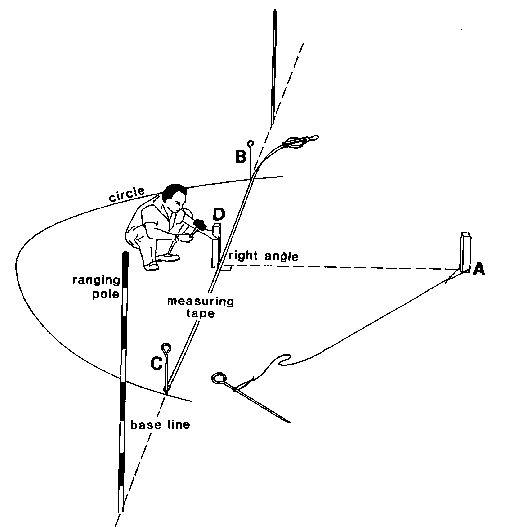 B
circle
D
right angle
A
ranging
pole
measuring
tape
C
base line